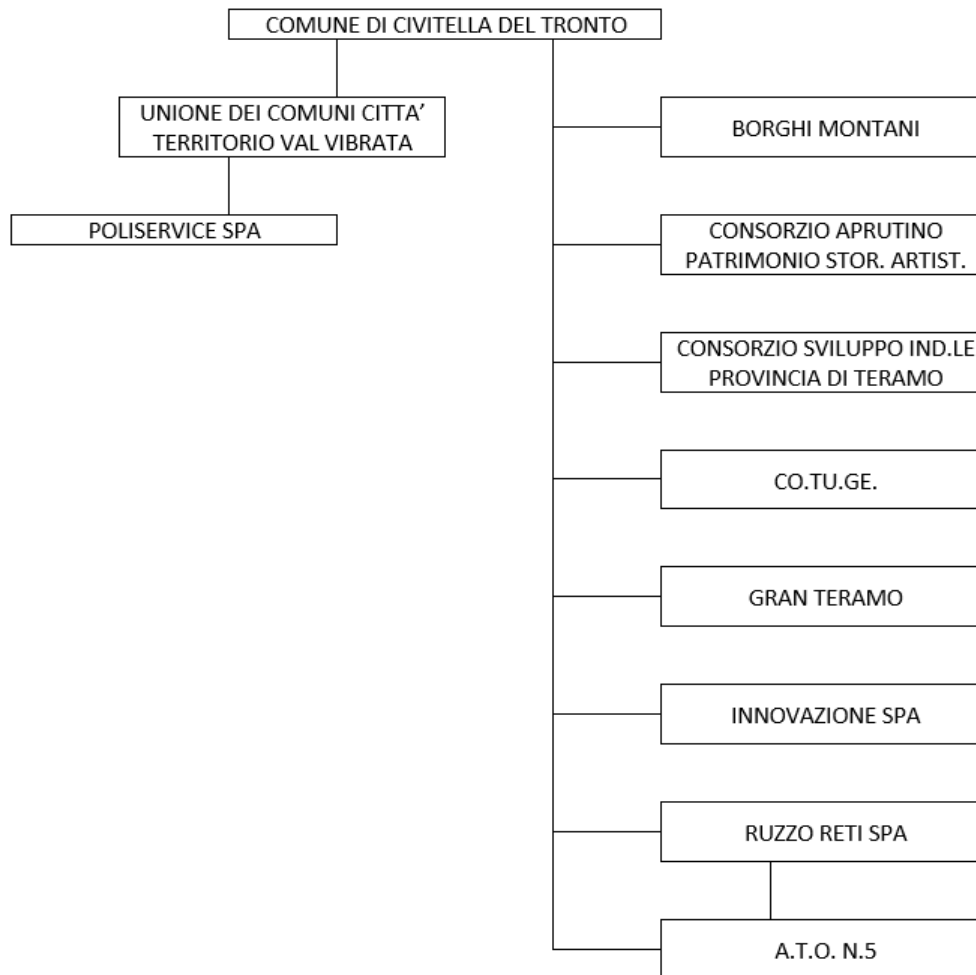 COMUNE DI CIVITELLA DEL TRONTO
UNIONE DEI COMUNI CITTA’
TERRITORIO VAL VIBRATA
POLISERVICE SPA
BORGHI MONTANI
CONSORZIO APRUTINO
PATRIMONIO STOR. ARTIST.
CONSORZIO SVILUPPO IND.LE
PROVINCIA DI TERAMO
CO.TU.GE.
GRAN TERAMO
INNOVAZIONE SPA
RUZZO RETI SPA
A.T.O. N.5